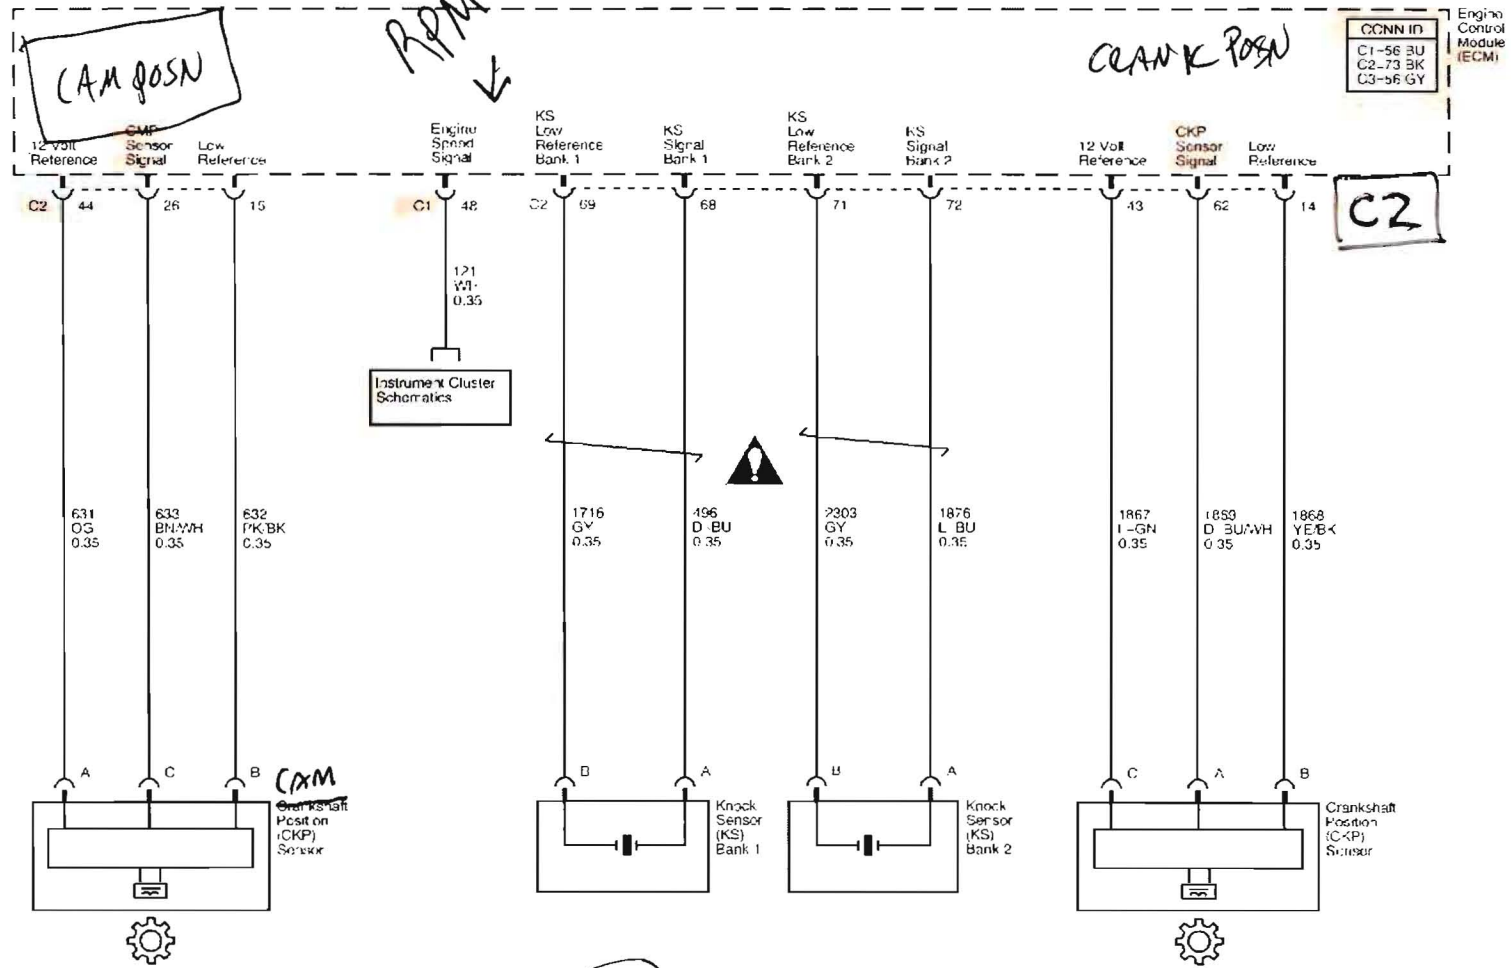 RPM
CAM POSN
CRANK POSN
CONN ID
C1-56 BU
C2-73 BK
C3-56 GY
Engine
Control
Module
(ECM)
12 Volt
Reference
CMP
Sensor
Signal
Low
Reference
Engine
Speed
Signal
KS
Low
Reference
Bank 1
KS
Signal
Bank 1
KS
Low
Reference
Bank 2
KS
Signal
Bank 2
12 Volt
Reference
CKP
Sensor
Signal
Low
Reference
C2 44 26 15 C1 48 C2 69 68 71 72 43 62 14
C2
121
WH
0.35
Instrument Cluster
Schematics
631
OG
0.35
633
BN/WH
0.35
632
PK/BK
0.35
1716
GY
0.35
496
D-BU
0.35
2303
GY
0.35
1876
L-BU
0.35
1867
L-GN
0.35
1869
D-BU/WH
0.35
1868
YE/BK
0.35
A C B B A B A C A B
CAM
Crankshaft
Position
(CKP)
Sensor
Knock
Sensor
(KS)
Bank 1
Knock
Sensor
(KS)
Bank 2
Crankshaft
Position
(CKP)
Sensor